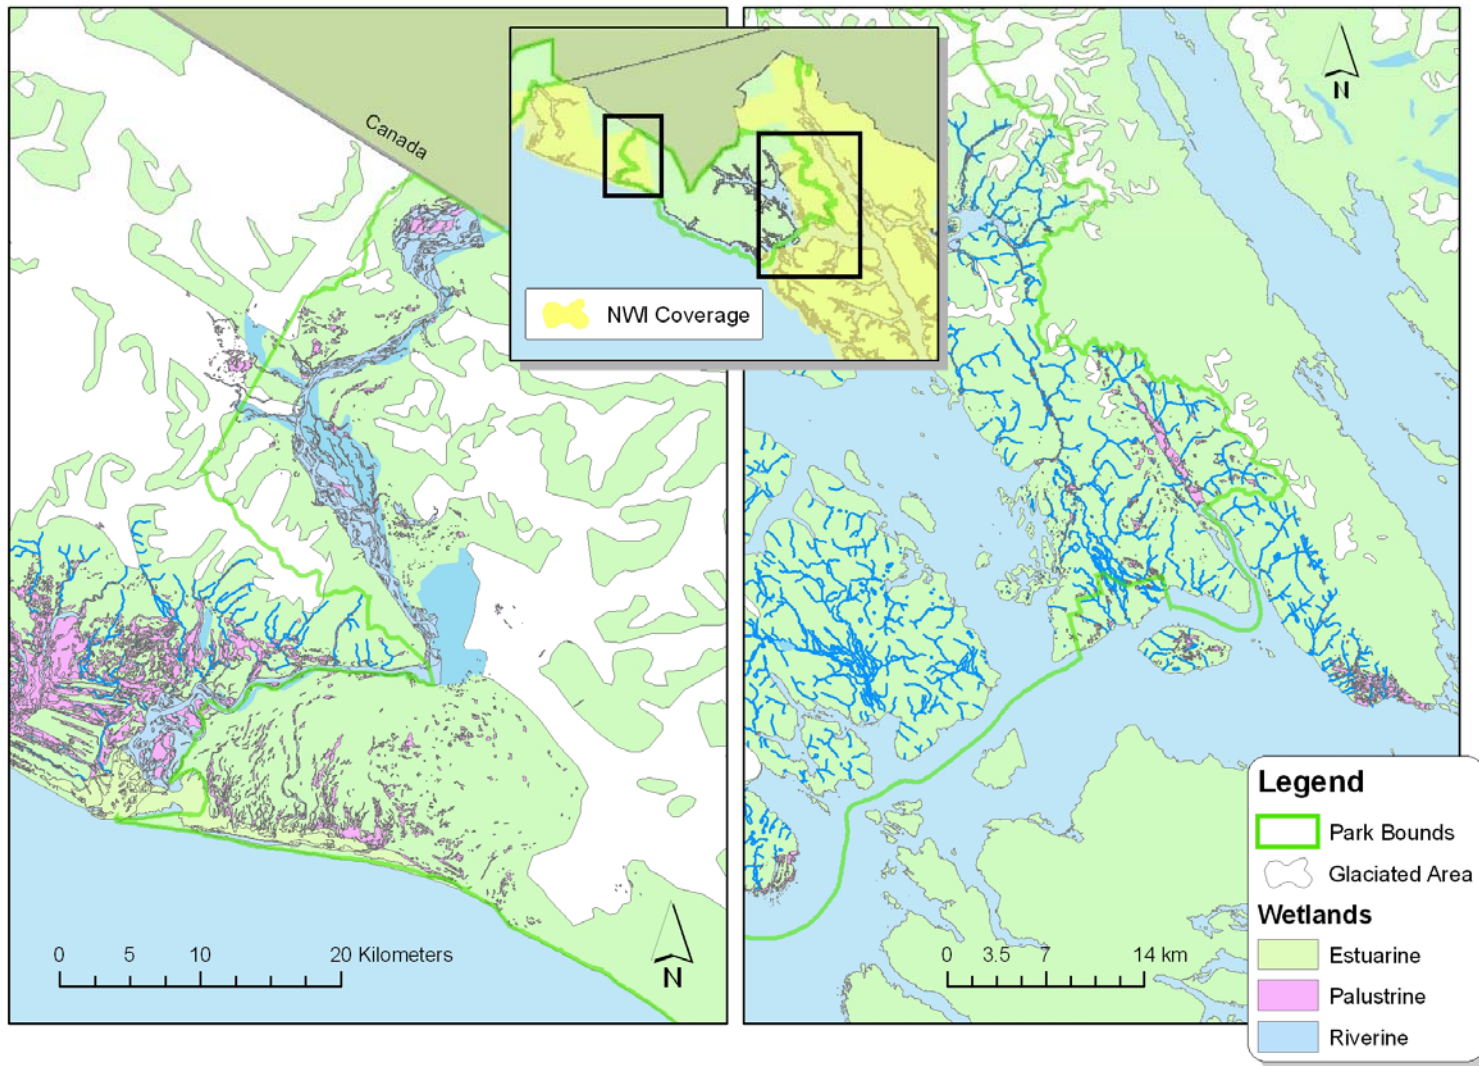 Canada
N
NWI Coverage
0 5 10 20 Kilometers
N
0 3.5 7 14 km
Legend
Park Bounds
Glaciated Area
Wetlands
Estuarine
Palustrine
Riverine